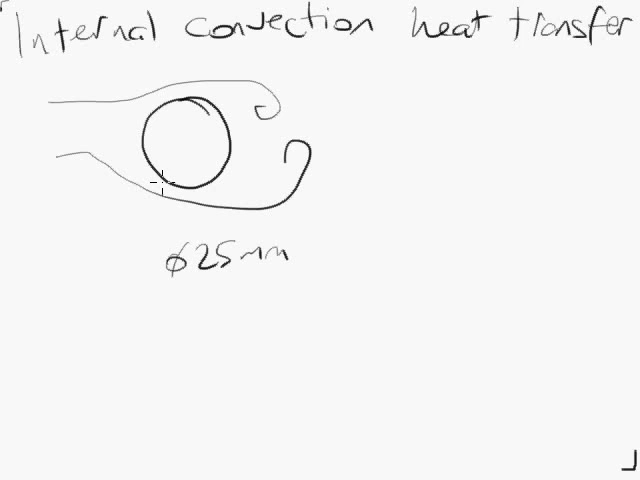 Internal convection heat transfer
ϕ25mm